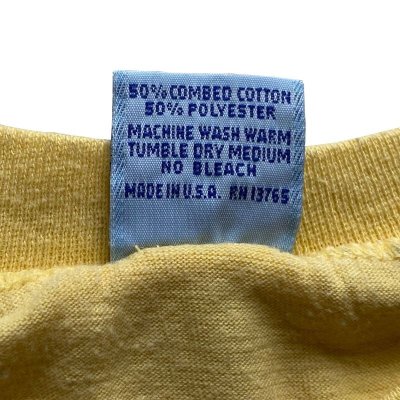 50% COMBED COTTON
50% POLYESTER
MACHINE WASH WARM
TUMBLE DRY MEDIUM
NO BLEACH
MADE IN U.S.A. RN 13765